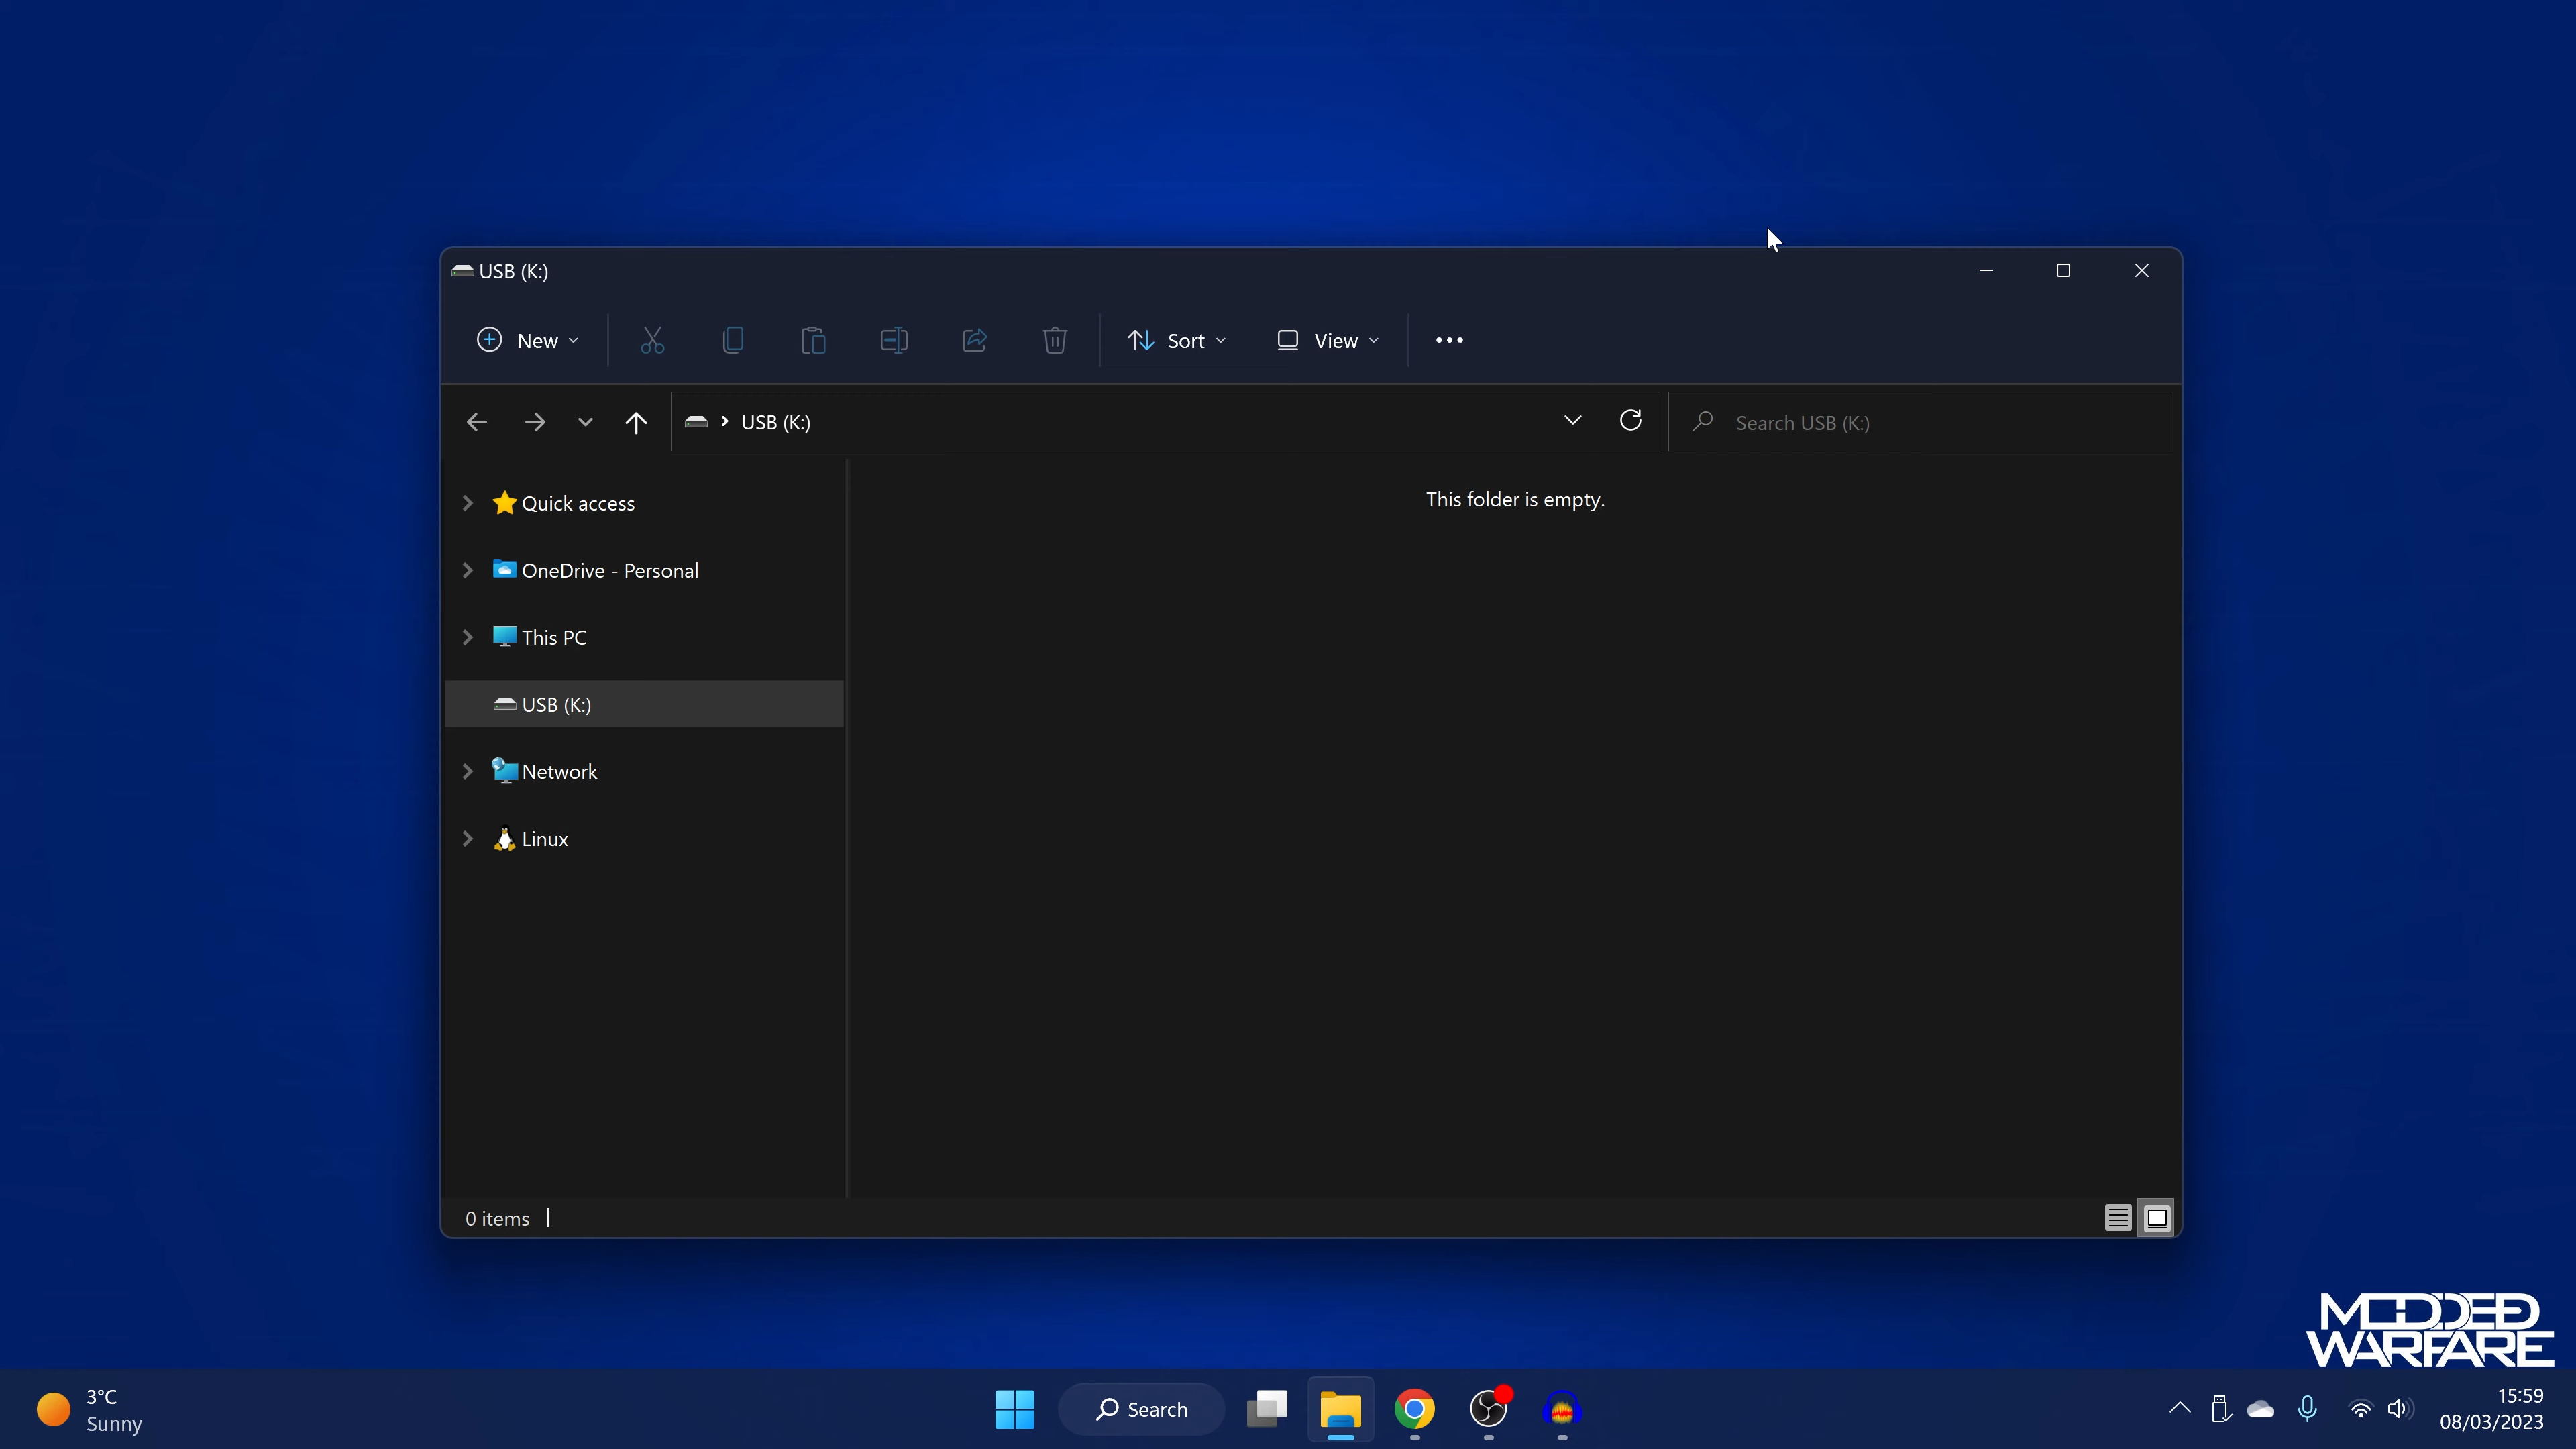 USB (K:)
New
Sort
View
USB (K:)
Search USB (K:)
Quick access
OneDrive - Personal
This PC
USB (K:)
Network
Linux
This folder is empty.
0 items
MODDED
WARFARE
3°C
Sunny
Search
15:59
08/03/2023